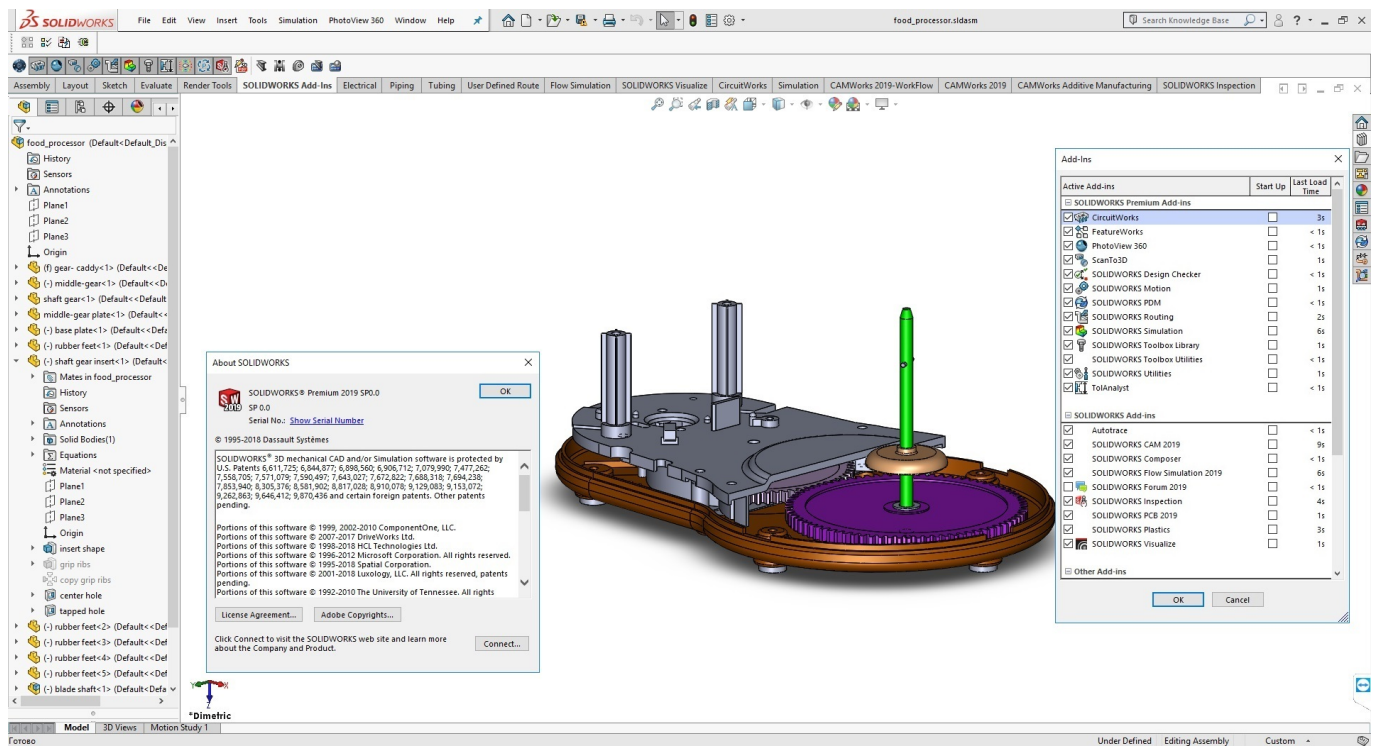 SOLIDWORKS File Edit View Insert Tools Simulation PhotoView 360 Window Help food_processor.sldasm Search Knowledge Base ?
Assembly Layout Sketch Evaluate Render Tools SOLIDWORKS Add-Ins Electrical Piping Tubing User Defined Route Flow Simulation SOLIDWORKS Visualize CircuitWorks Simulation CAMWorks 2019-WorkFlow CAMWorks 2019 CAMWorks Additive Manufacturing SOLIDWORKS Inspection
food_processor (Default<Default_Dis
History
Sensors
Annotations
Plane1
Plane2
Plane3
Origin
(f) gear- caddy<1> (Default<<De
(-) middle-gear<1> (Default<<D
shaft gear<1> (Default<<Default
middle-gear plate<1> (Default<<
(-) base plate<1> (Default<<Defa
(-) rubber feet<1> (Default<<Def
(-) shaft gear insert<1> (Default<
Mates in food_processor
History
Sensors
Annotations
Solid Bodies(1)
Equations
Material <not specified>
Plane1
Plane2
Plane3
Origin
insert shape
grip ribs
copy grip ribs
center hole
tapped hole
(-) rubber feet<2> (Default<<Def
(-) rubber feet<3> (Default<<Def
(-) rubber feet<4> (Default<<Def
(-) rubber feet<5> (Default<<Def
(-) blade shaft<1> (Default<Defa
About SOLIDWORKS
SOLIDWORKS® Premium 2019 SP0.0
OK
SP 0.0
Serial No.: Show Serial Number
© 1995-2018 Dassault Systèmes
SOLIDWORKS® 3D mechanical CAD and/or Simulation software is protected by
U.S. Patents 6,611,725; 6,844,877; 6,898,560; 6,906,712; 7,079,990; 7,477,262;
7,558,705; 7,571,079; 7,590,497; 7,643,027; 7,672,822; 7,688,318; 7,694,238;
7,853,940; 8,305,376; 8,581,902; 8,817,028; 8,910,078; 9,129,083; 9,153,072;
9,262,863; 9,646,412; 9,870,436 and certain foreign patents. Other patents
pending.
Portions of this software © 1999, 2002-2010 ComponentOne, LLC.
Portions of this software © 2007-2017 DriveWorks Ltd.
Portions of this software © 1998-2018 HCL Technologies Ltd.
Portions of this software © 1996-2012 Microsoft Corporation. All rights reserved.
Portions of this software © 1995-2018 Spatial Corporation.
Portions of this software © 2001-2018 Luxology, LLC. All rights reserved, patents
pending.
Portions of this software © 1992-2010 The University of Tennessee. All rights
License Agreement... Adobe Copyrights...
Click Connect to visit the SOLIDWORKS web site and learn more
about the Company and Product.
Connect...
Add-Ins
Active Add-ins Start Up Last Load Time
SOLIDWORKS Premium Add-ins
CircuitWorks 3s
FeatureWorks < 1s
PhotoView 360 < 1s
ScanTo3D 1s
SOLIDWORKS Design Checker < 1s
SOLIDWORKS Motion 1s
SOLIDWORKS PDM < 1s
SOLIDWORKS Routing 2s
SOLIDWORKS Simulation 6s
SOLIDWORKS Toolbox Library 1s
SOLIDWORKS Toolbox Utilities < 1s
SOLIDWORKS Utilities 1s
TolAnalyst < 1s
SOLIDWORKS Add-ins
Autotrace < 1s
SOLIDWORKS CAM 2019 9s
SOLIDWORKS Composer < 1s
SOLIDWORKS Flow Simulation 2019 6s
SOLIDWORKS Forum 2019 < 1s
SOLIDWORKS Inspection 4s
SOLIDWORKS PCB 2019 1s
SOLIDWORKS Plastics 3s
SOLIDWORKS Visualize 1s
Other Add-ins
OK Cancel
*Dimetric
Model 3D Views Motion Study 1
Готово Under Defined Editing Assembly Custom